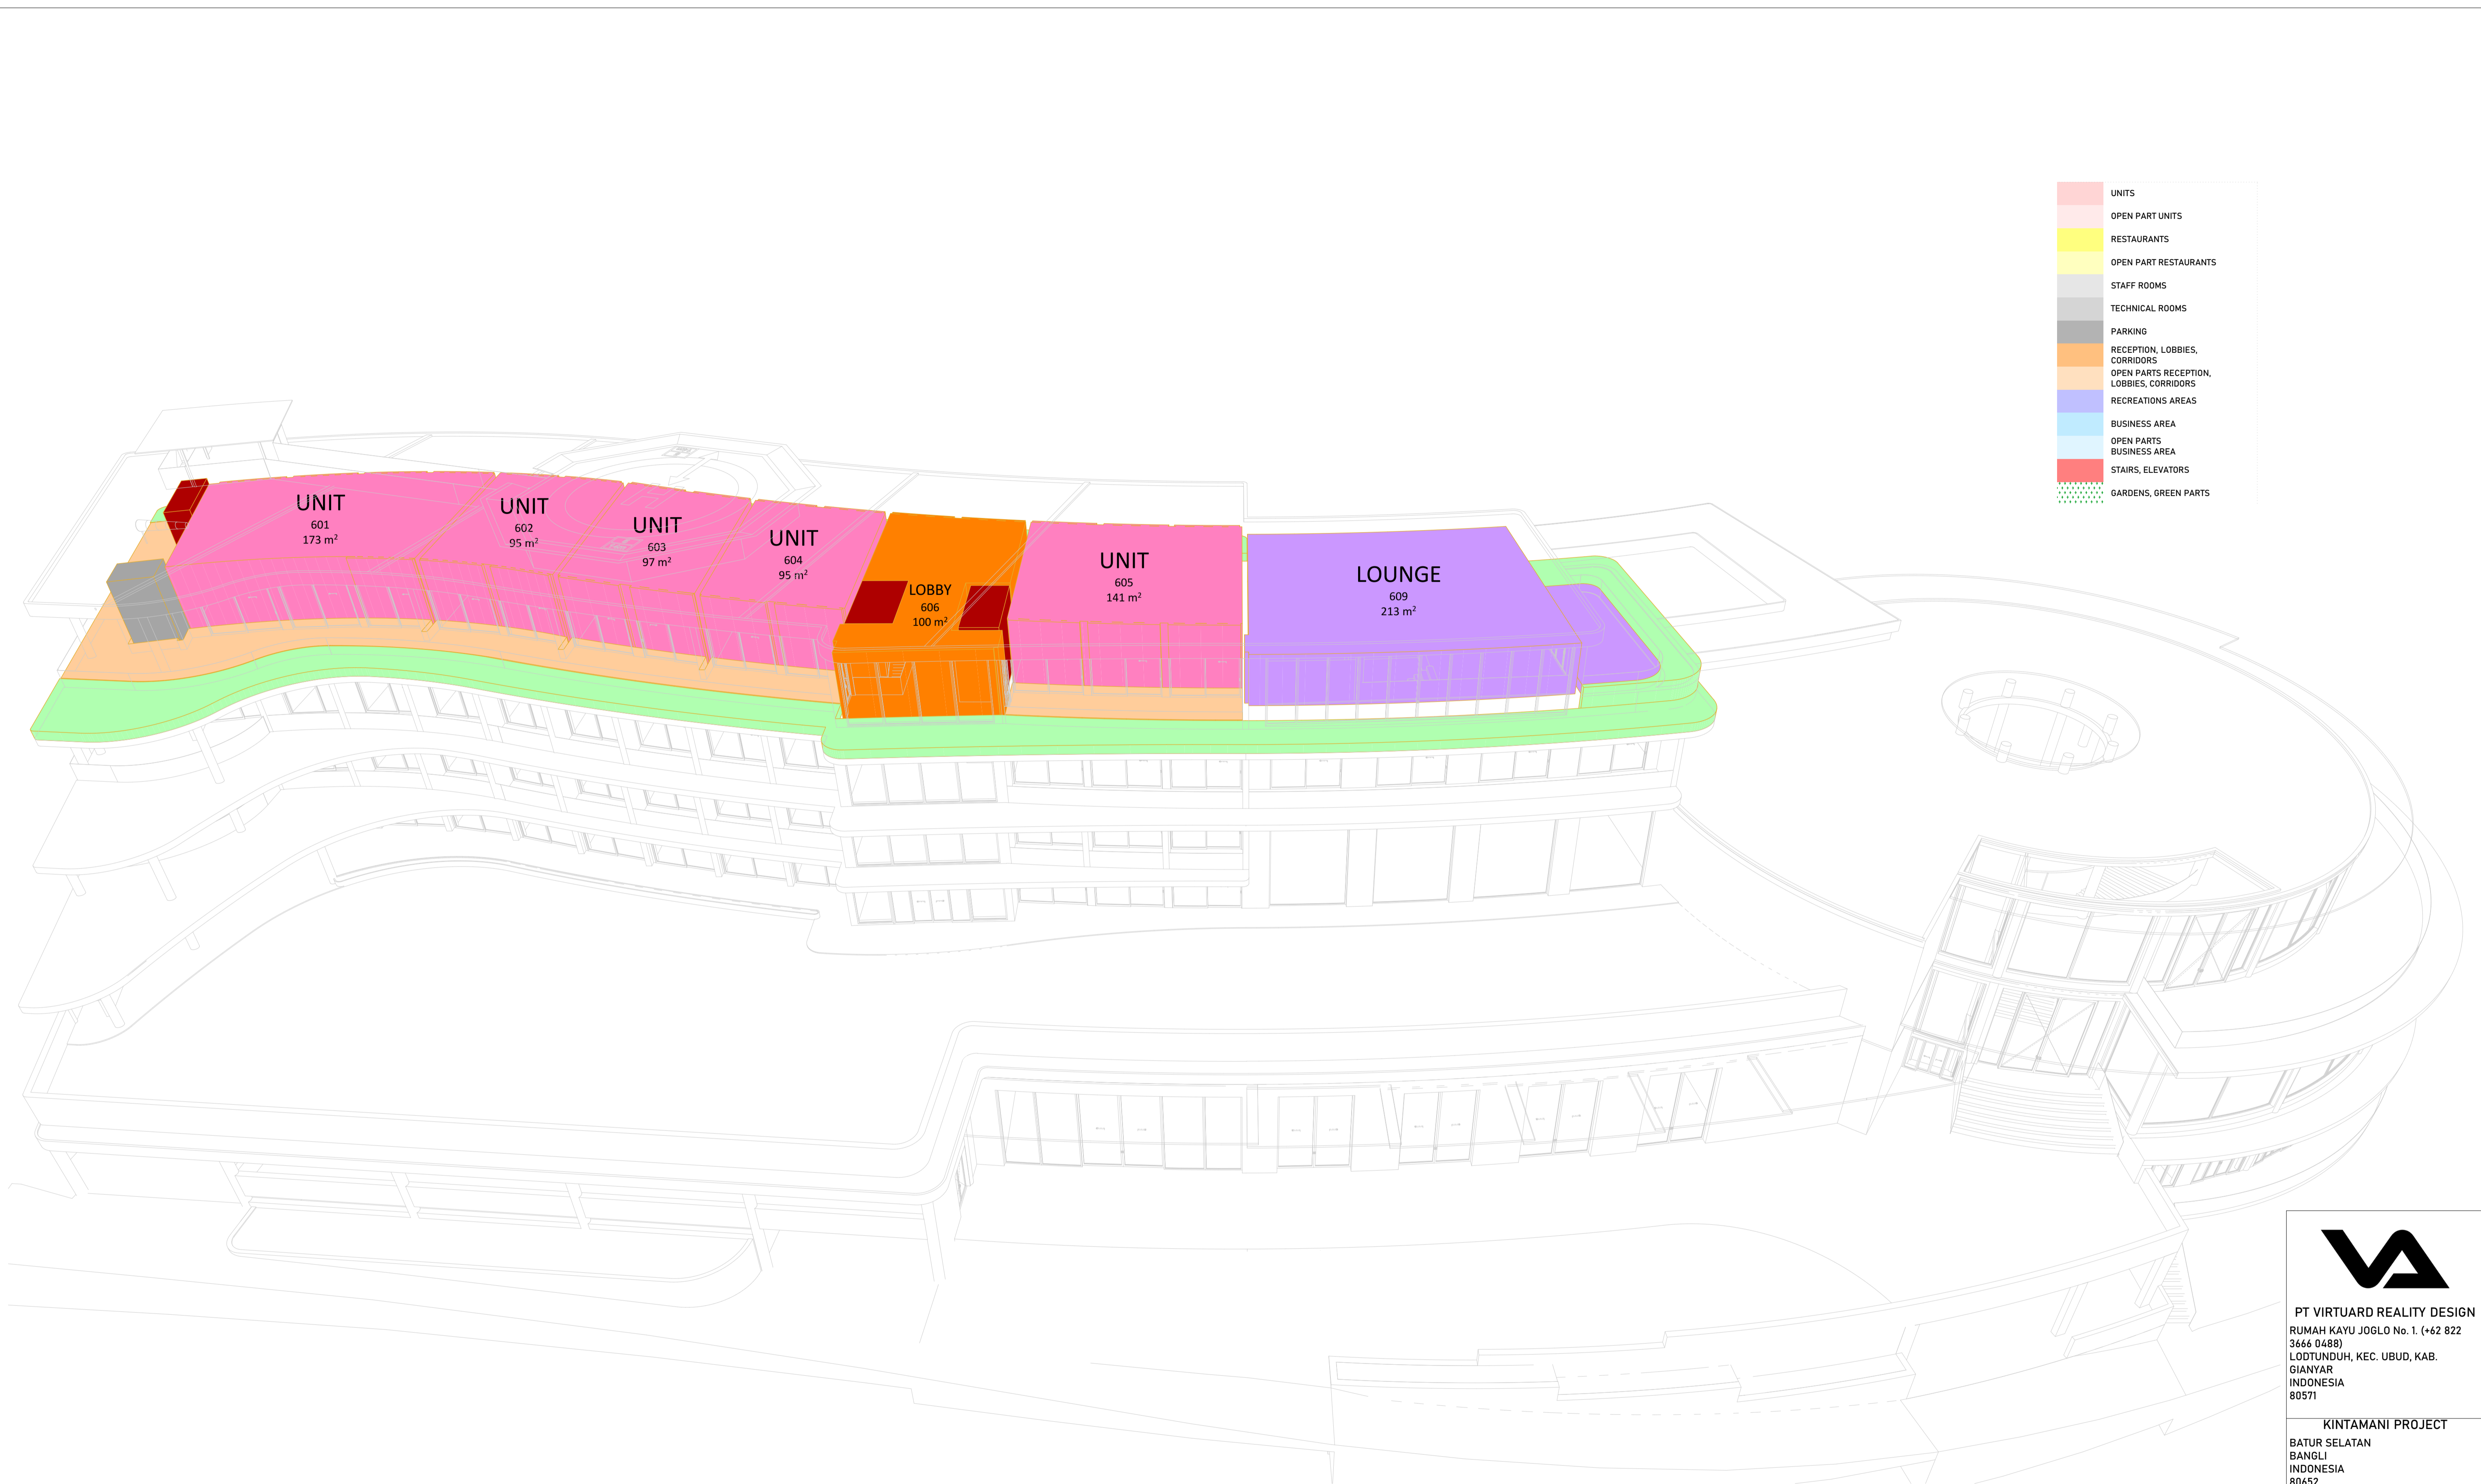 UNITS
OPEN PART UNITS
RESTAURANTS
OPEN PART RESTAURANTS
STAFF ROOMS
TECHNICAL ROOMS
PARKING
RECEPTION, LOBBIES,
CORRIDORS
OPEN PARTS RECEPTION,
LOBBIES, CORRIDORS
RECREATIONS AREAS
BUSINESS AREA
OPEN PARTS
BUSINESS AREA
STAIRS, ELEVATORS
GARDENS, GREEN PARTS
UNIT
601
173 m²
UNIT
602
95 m²
UNIT
603
97 m²
UNIT
604
95 m²
LOBBY
606
100 m²
UNIT
605
141 m²
LOUNGE
609
213 m²
PT VIRTUARD REALITY DESIGN
RUMAH KAYU JOGLO No. 1. (+62 822
3666 0488)
LODTUNDUH, KEC. UBUD, KAB.
GIANYAR
INDONESIA
80571
KINTAMANI PROJECT
BATUR SELATAN
BANGLI
INDONESIA
80652